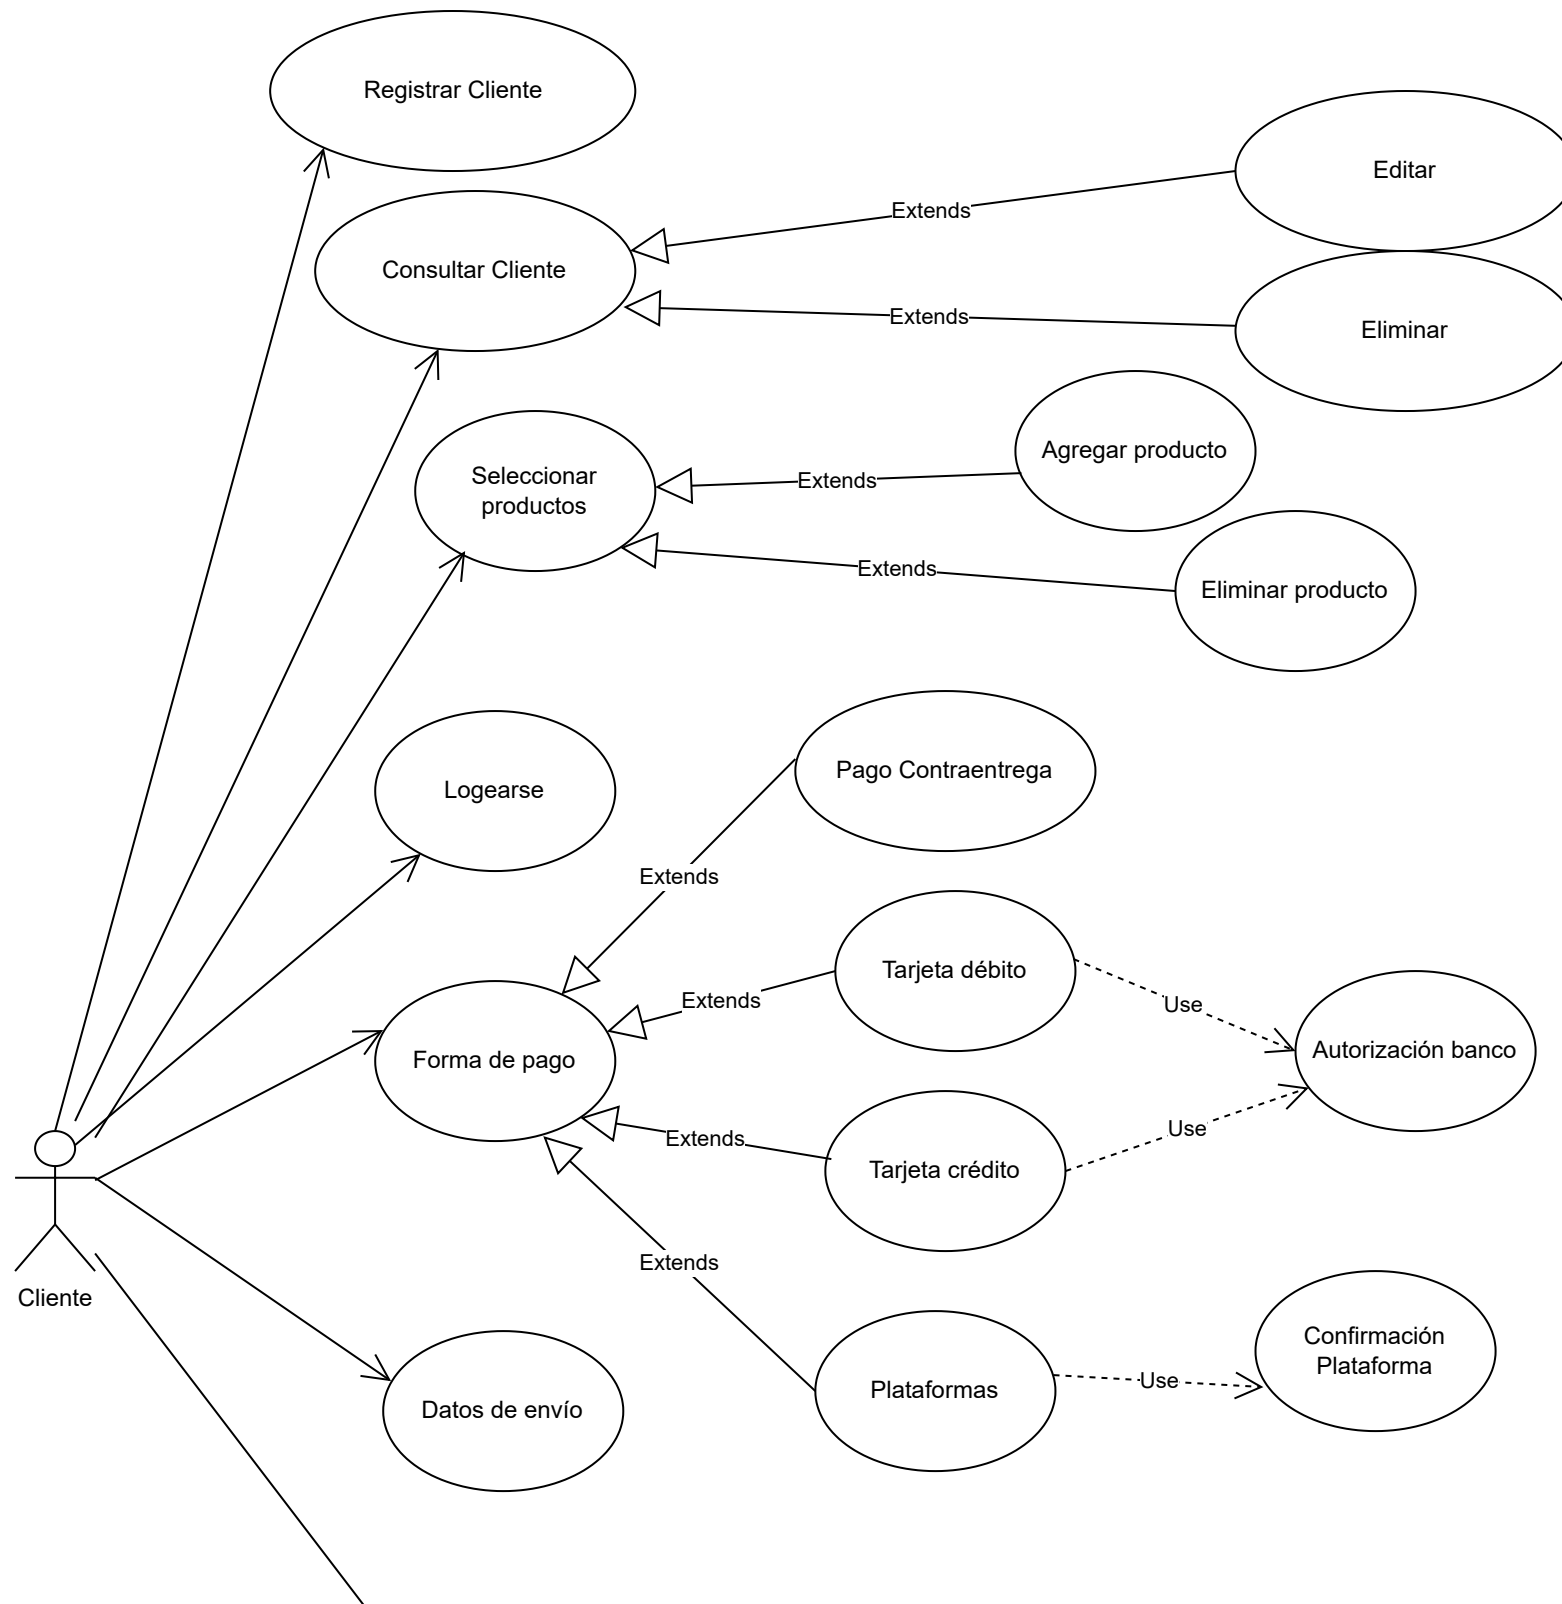 Registrar Cliente
Editar
Extends
Consultar Cliente
Extends
Eliminar
Agregar producto
Seleccionar
productos
Extends
Extends
Eliminar producto
Pago Contraentrega
Logearse
Extends
Tarjeta débito
Extends
Use
Autorización banco
Forma de pago
Extends
Use
Tarjeta crédito
Extends
Cliente
Confirmación
Plataforma
Plataformas
Use
Datos de envío